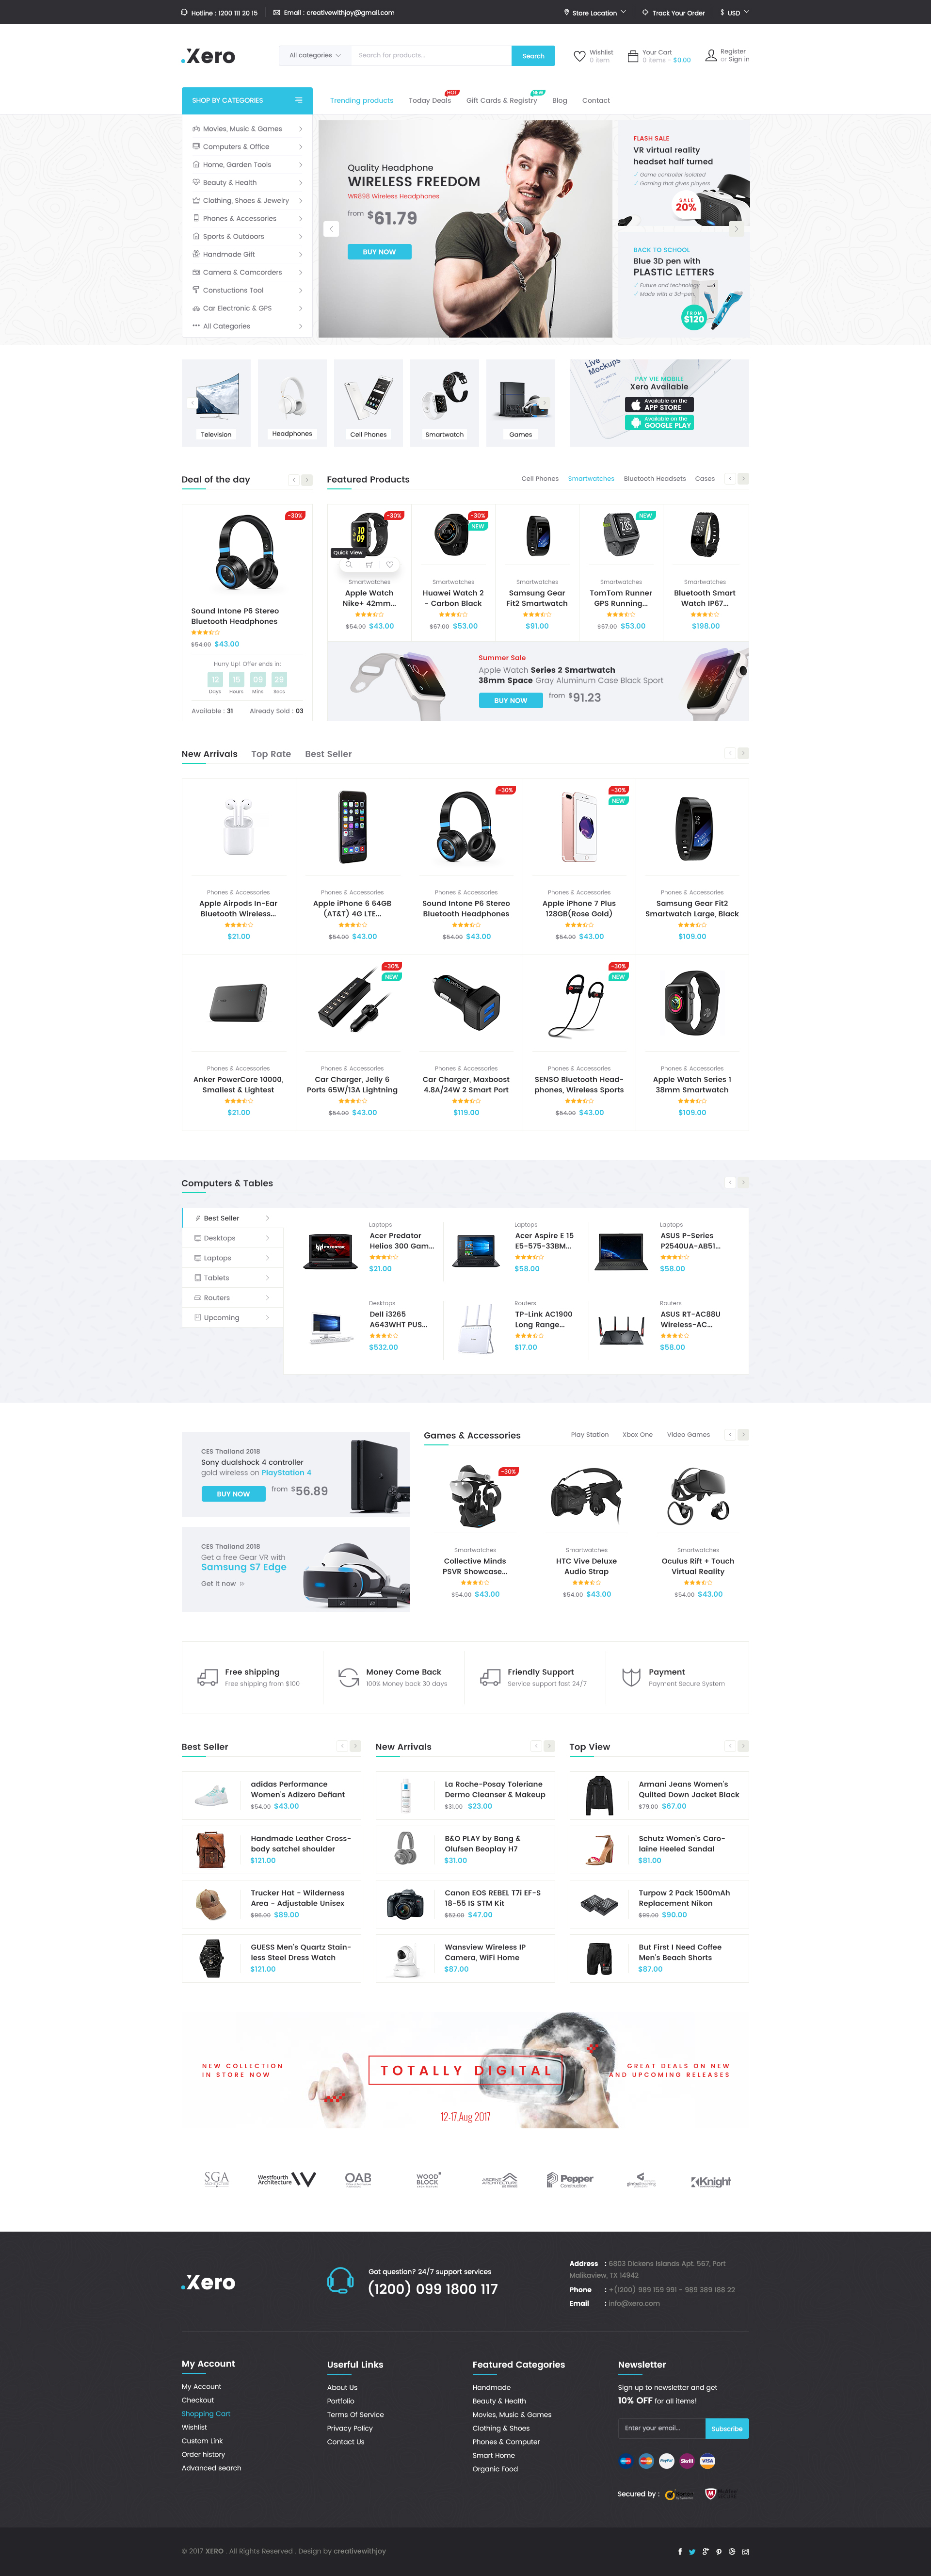 Hotline : 1200 111 20 15
Email : creativewithjoy@gmail.com
Store Location
Track Your Order
$ USD
.Xero
All categories
Search for products...
Search
Wishlist
0 Item
Your Cart
0 items - $0.00
Register
or Sign in
SHOP BY CATEGORIES
Trending products
Today Deals
HOT
Gift Cards & Registry
NEW
Blog
Contact
Movies, Music & Games
Computers & Office
Home, Garden Tools
Beauty & Health
Clothing, Shoes & Jewelry
Phones & Accessories
Sports & Outdoors
Handmade Gift
Camera & Camcorders
Constuctions Tool
Car Electronic & GPS
All Categories
Quality Headphone
WIRELESS FREEDOM
WR898 Wireless Headphones
from $61.79
BUY NOW
FLASH SALE
VR virtual reality
headset half turned
Game controller isolated
Gaming that gives players
SALE
20%
BACK TO SCHOOL
Blue 3D pen with
PLASTIC LETTERS
Future and technology
Made with a 3d-pen
FROM
$120
Television
Headphones
Cell Phones
Smartwatch
Games
Live
Mockups
PAY VIE MOBILE
Xero Available
Available on the
APP STORE
Available on the
GOOGLE PLAY
Deal of the day
-30%
Sound Intone P6 Stereo
Bluetooth Headphones
$54.00 $43.00
Hurry Up! Offer ends in:
12 15 09 29
Days Hours Mins Secs
Available : 31
Already Sold : 03
Featured Products
Cell Phones
Smartwatches
Bluetooth Headsets
Cases
-30%
10
09
Quick View
Smartwatches
Apple Watch
Nike+ 42mm...
$54.00 $43.00
-30%
NEW
Smartwatches
Huawei Watch 2
- Carbon Black
$67.00 $53.00
Smartwatches
Samsung Gear
Fit2 Smartwatch
$91.00
NEW
285
Smartwatches
TomTom Runner
GPS Running...
$67.00 $53.00
Smartwatches
Bluetooth Smart
Watch IP67...
$198.00
Summer Sale
Apple Watch Series 2 Smartwatch
38mm Space Gray Aluminum Case Black Sport
BUY NOW
from $91.23
New Arrivals
Top Rate
Best Seller
Phones & Accessories
Apple Airpods In-Ear
Bluetooth Wireless...
$21.00
Phones & Accessories
Apple iPhone 6 64GB
(AT&T) 4G LTE...
$54.00 $43.00
-30%
Phones & Accessories
Sound Intone P6 Stereo
Bluetooth Headphones
$54.00 $43.00
-30%
NEW
Phones & Accessories
Apple iPhone 7 Plus
128GB(Rose Gold)
$54.00 $43.00
Phones & Accessories
Samsung Gear Fit2
Smartwatch Large, Black
$109.00
Phones & Accessories
Anker PowerCore 10000,
Smallest & Lightest
$21.00
-30%
NEW
Phones & Accessories
Car Charger, Jelly 6
Ports 65W/13A Lightning
$54.00 $43.00
Phones & Accessories
Car Charger, Maxboost
4.8A/24W 2 Smart Port
$119.00
-30%
NEW
Phones & Accessories
SENSO Bluetooth Head-
phones, Wireless Sports
$54.00 $43.00
Phones & Accessories
Apple Watch Series 1
38mm Smartwatch
$109.00
Computers & Tables
Best Seller
Desktops
Laptops
Tablets
Routers
Upcoming
PREDATOR
Laptops
Acer Predator
Helios 300 Gam...
$21.00
Laptops
Acer Aspire E 15
E5-575-33BM...
$58.00
Laptops
ASUS P-Series
P2540UA-AB51...
$58.00
Desktops
Dell i3265
A643WHT PUS...
$532.00
Routers
TP-Link AC1900
Long Range...
$17.00
Routers
ASUS RT-AC88U
Wireless-AC...
$58.00
CES Thailand 2018
Sony dualshock 4 controller
gold wireless on PlayStation 4
BUY NOW
from $56.89
CES Thailand 2018
Get a free Gear VR with
Samsung S7 Edge
Get it now
Games & Accessories
Play Station
Xbox One
Video Games
-30%
Smartwatches
Collective Minds
PSVR Showcase...
$54.00 $43.00
Smartwatches
HTC Vive Deluxe
Audio Strap
$54.00 $43.00
Smartwatches
Oculus Rift + Touch
Virtual Reality
$54.00 $43.00
Free shipping
Free shipping from $100
Money Come Back
100% Money back 30 days
Friendly Support
Service support fast 24/7
Payment
Payment Secure System
Best Seller
adidas Performance
Women's Adizero Defiant
$54.00 $43.00
Handmade Leather Cross-
body satchel shoulder
$121.00
Trucker Hat - Wilderness
Area - Adjustable Unisex
$96.00 $89.00
GUESS Men's Quartz Stain-
less Steel Dress Watch
$121.00
New Arrivals
La Roche-Posay Toleriane
Dermo Cleanser & Makeup
$31.00 $23.00
B&O PLAY by Bang &
Olufsen Beoplay H7
$31.00
Canon EOS REBEL T7i EF-S
18-55 IS STM Kit
$52.00 $47.00
Wansview Wireless IP
Camera, WiFi Home
$87.00
Top View
Armani Jeans Women's
Quilted Down Jacket Black
$79.00 $67.00
Schutz Women's Caro-
laine Heeled Sandal
$81.00
Turpow 2 Pack 1500mAh
Replacement Nikon
$99.00 $90.00
But First I Need Coffee
Men's Beach Shorts
$87.00
NEW COLLECTION
IN STORE NOW
TOTALLY DIGITAL
GREAT DEALS ON NEW
AND UPCOMING RELEASES
12-17.Aug 2017
SGA
Westfourth
Architecture
OAB
WOOD
BLOCK
ASCENT
ARCHITECTURE
Pepper
Construction
Knight
.Xero
Got question? 24/7 support services
(1200) 099 1800 117
Address : 6803 Dickens Islands Apt. 567, Port
Malikaview, TX 14942
Phone : +(1200) 989 159 991 - 989 389 188 22
Email : info@xero.com
My Account
My Account
Checkout
Shopping Cart
Wishlist
Custom Link
Order history
Advanced search
Userful Links
About Us
Portfolio
Terms Of Service
Privacy Policy
Contact Us
Featured Categories
Handmade
Beauty & Health
Movies, Music & Games
Clothing & Shoes
Phones & Computer
Smart Home
Organic Food
Newsletter
Sign up to newsletter and get
10% OFF for all items!
Enter your email...
Subscribe
PayPal
Skrill
VISA
Secured by :
© 2017 XERO . All Rights Reserved . Design by creativewithjoy